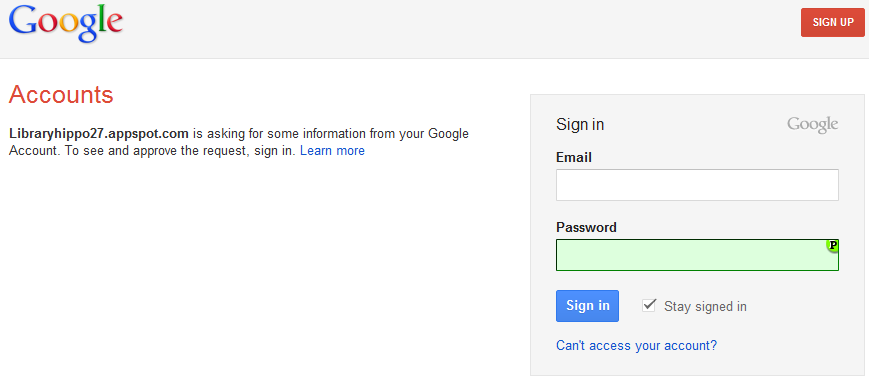 Google
SIGN UP
Accounts
Libraryhippo27.appspot.com is asking for some information from your Google
Account. To see and approve the request, sign in. Learn more
Sign in
Google
Email
Password
P
Sign in
Stay signed in
Can't access your account?